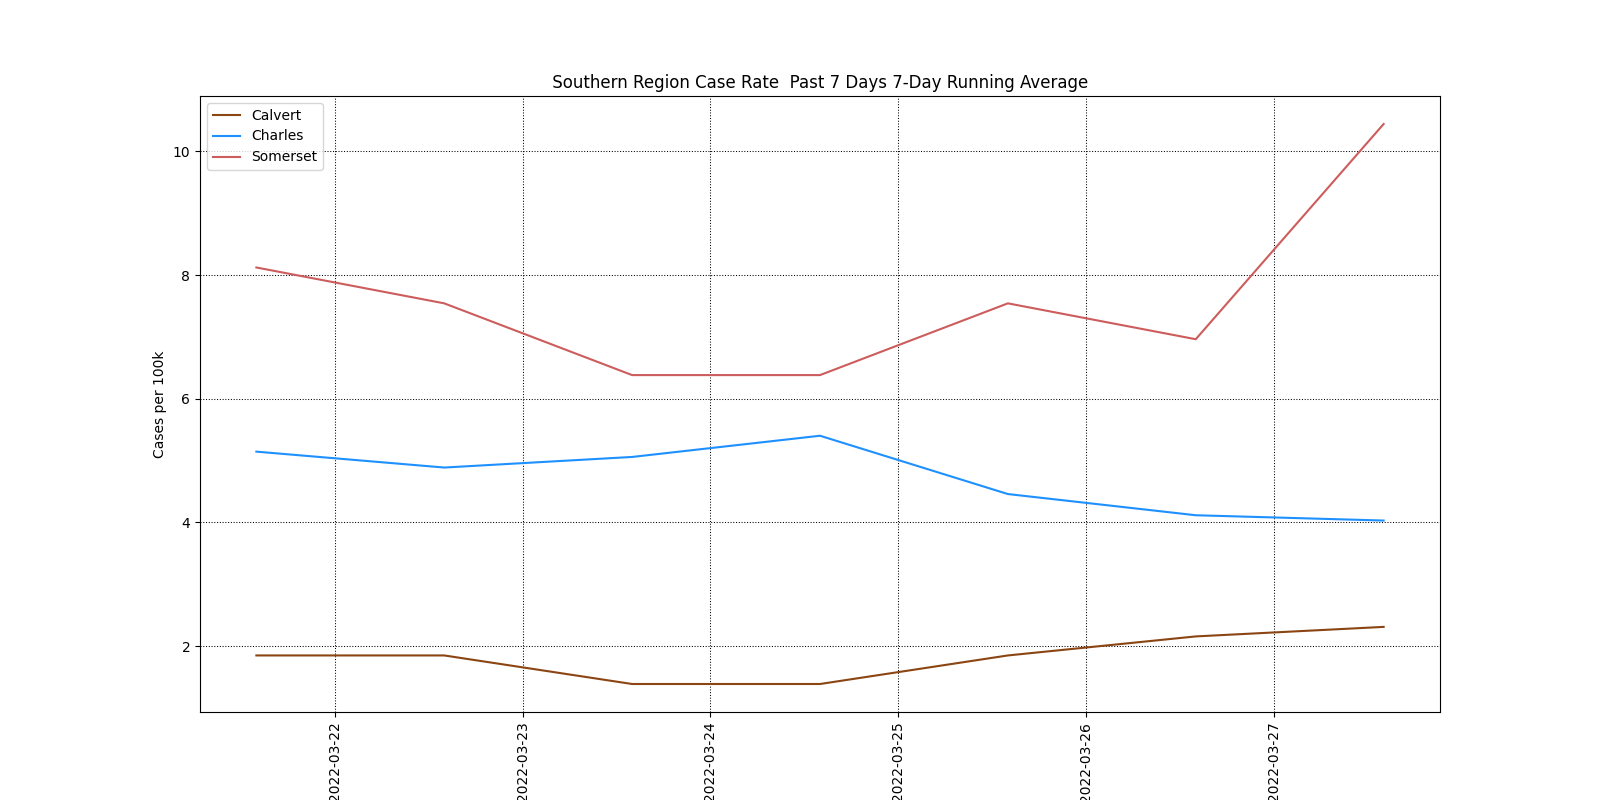 Southern Region Case Rate  Past 7 Days 7-Day Running Average
Calvert
Charles
Somerset
Cases per 100k
10
8
6
4
2
2022-03-22
2022-03-23
2022-03-24
2022-03-25
2022-03-26
2022-03-27